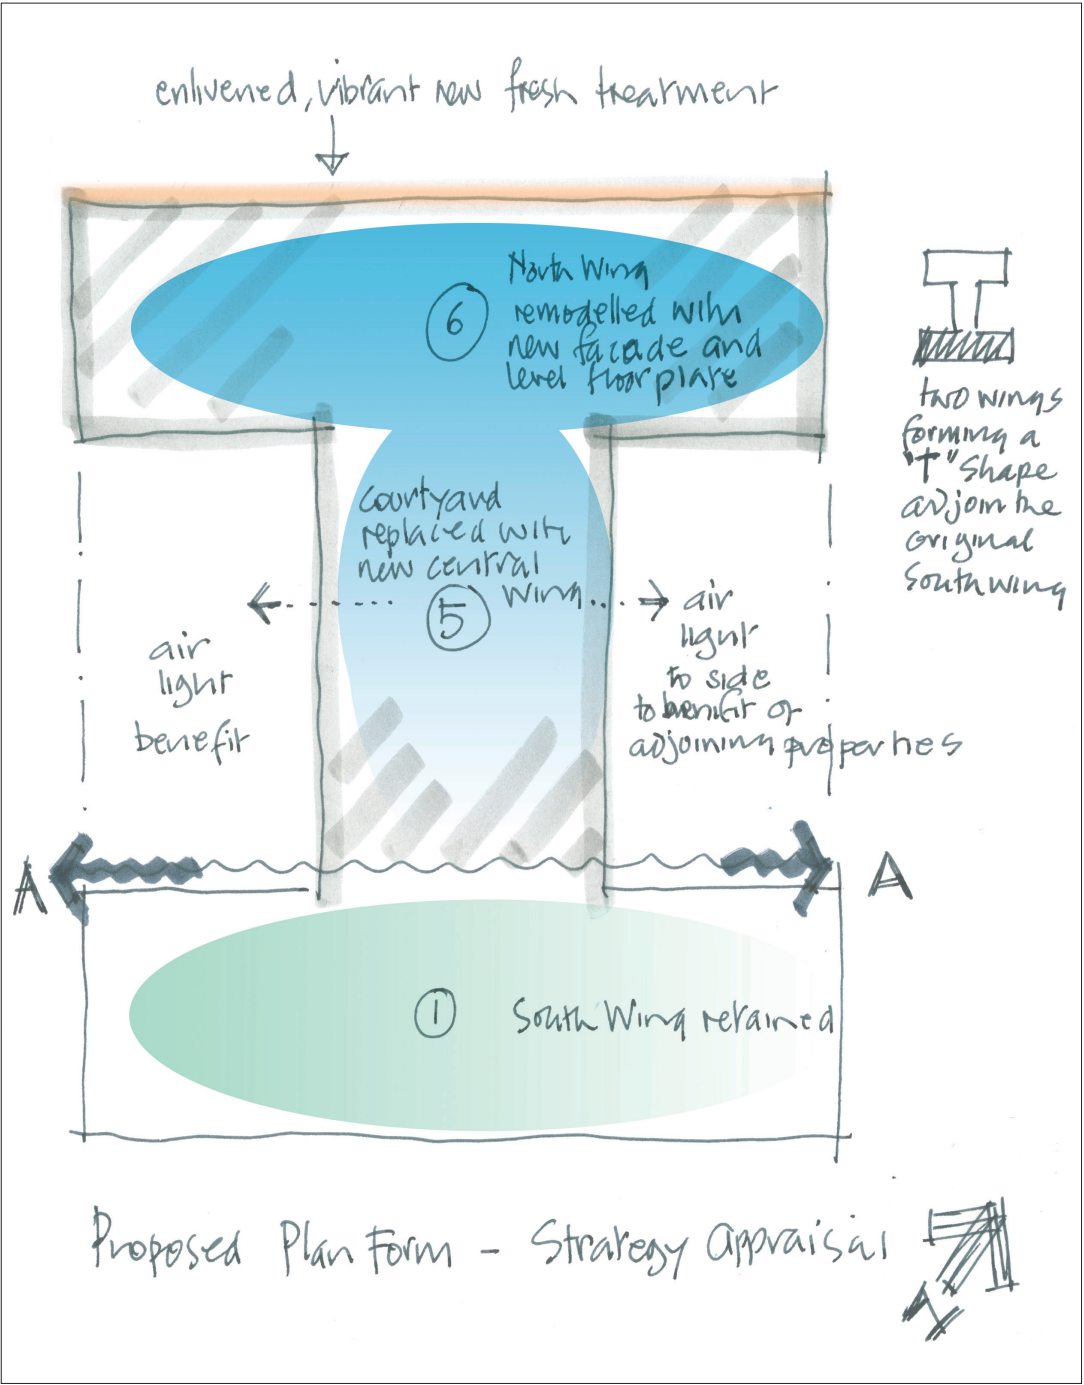 enlivened, vibrant new fresh treatment
6
North Wing
remodelled with
new facade and
level floor plate
two wings
forming a
"T" shape
adjoin the
original
South wing
Courtyard
replaced with
new central
wing
5
air
light
benefit
air
light
to side
to benifit of
adjoining properties
A
A
1
South Wing retained
Proposed Plan Form - Strategy Appraisal